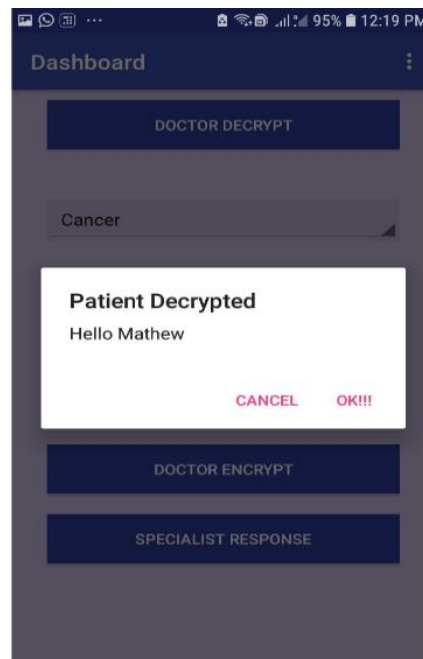 95% 12:19 PM
Dashboard
DOCTOR DECRYPT
Cancer
Patient Decrypted
Hello Mathew
CANCEL OK!!!
DOCTOR ENCRYPT
SPECIALIST RESPONSE